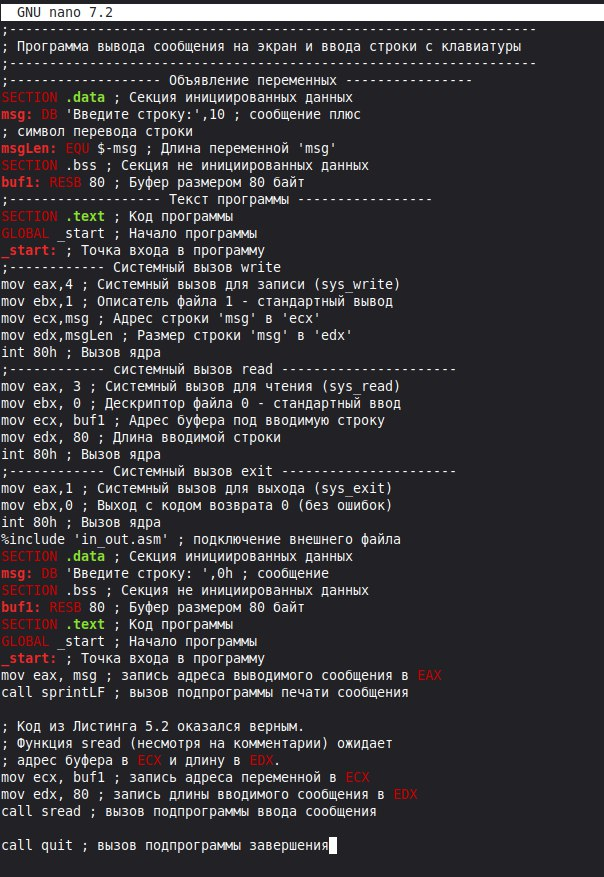 GNU nano 7.2
;------------------------------------------------------------------
; Программа вывода сообщения на экран и ввода строки с клавиатуры
;------------------------------------------------------------------
;------------------- Объявление переменных ----------------
SECTION .data ; Секция инициированных данных
msg: DB 'Введите строку:',10 ; сообщение плюс
; символ перевода строки
msgLen: EQU $-msg ; Длина переменной 'msg'
SECTION .bss ; Секция не инициированных данных
buf1: RESB 80 ; Буфер размером 80 байт
;------------------- Текст программы -----------------
SECTION .text ; Код программы
GLOBAL _start ; Начало программы
_start: ; Точка входа в программу
;------------ Системный вызов write
mov eax,4 ; Системный вызов для записи (sys_write)
mov ebx,1 ; Описатель файла 1 - стандартный вывод
mov ecx,msg ; Адрес строки 'msg' в 'ecx'
mov edx,msgLen ; Размер строки 'msg' в 'edx'
int 80h ; Вызов ядра
;------------ системный вызов read ----------------------
mov eax, 3 ; Системный вызов для чтения (sys_read)
mov ebx, 0 ; Дескриптор файла 0 - стандартный ввод
mov ecx, buf1 ; Адрес буфера под вводимую строку
mov edx, 80 ; Длина вводимой строки
int 80h ; Вызов ядра
;------------ Системный вызов exit ----------------------
mov eax,1 ; Системный вызов для выхода (sys_exit)
mov ebx,0 ; Выход с кодом возврата 0 (без ошибок)
int 80h ; Вызов ядра
%include 'in_out.asm' ; подключение внешнего файла
SECTION .data ; Секция инициированных данных
msg: DB 'Введите строку: ',0h ; сообщение
SECTION .bss ; Секция не инициированных данных
buf1: RESB 80 ; Буфер размером 80 байт
SECTION .text ; Код программы
GLOBAL _start ; Начало программы
_start: ; Точка входа в программу
mov eax, msg ; запись адреса выводимого сообщения в EAX
call sprintLF ; вызов подпрограммы печати сообщения
; Код из Листинга 5.2 оказался верным.
; Функция sread (несмотря на комментарии) ожидает
; адрес буфера в ECX и длину в EDX.
mov ecx, buf1 ; запись адреса переменной в ECX
mov edx, 80 ; запись длины вводимого сообщения в EDX
call sread ; вызов подпрограммы ввода сообщения
call quit ; вызов подпрограммы завершения